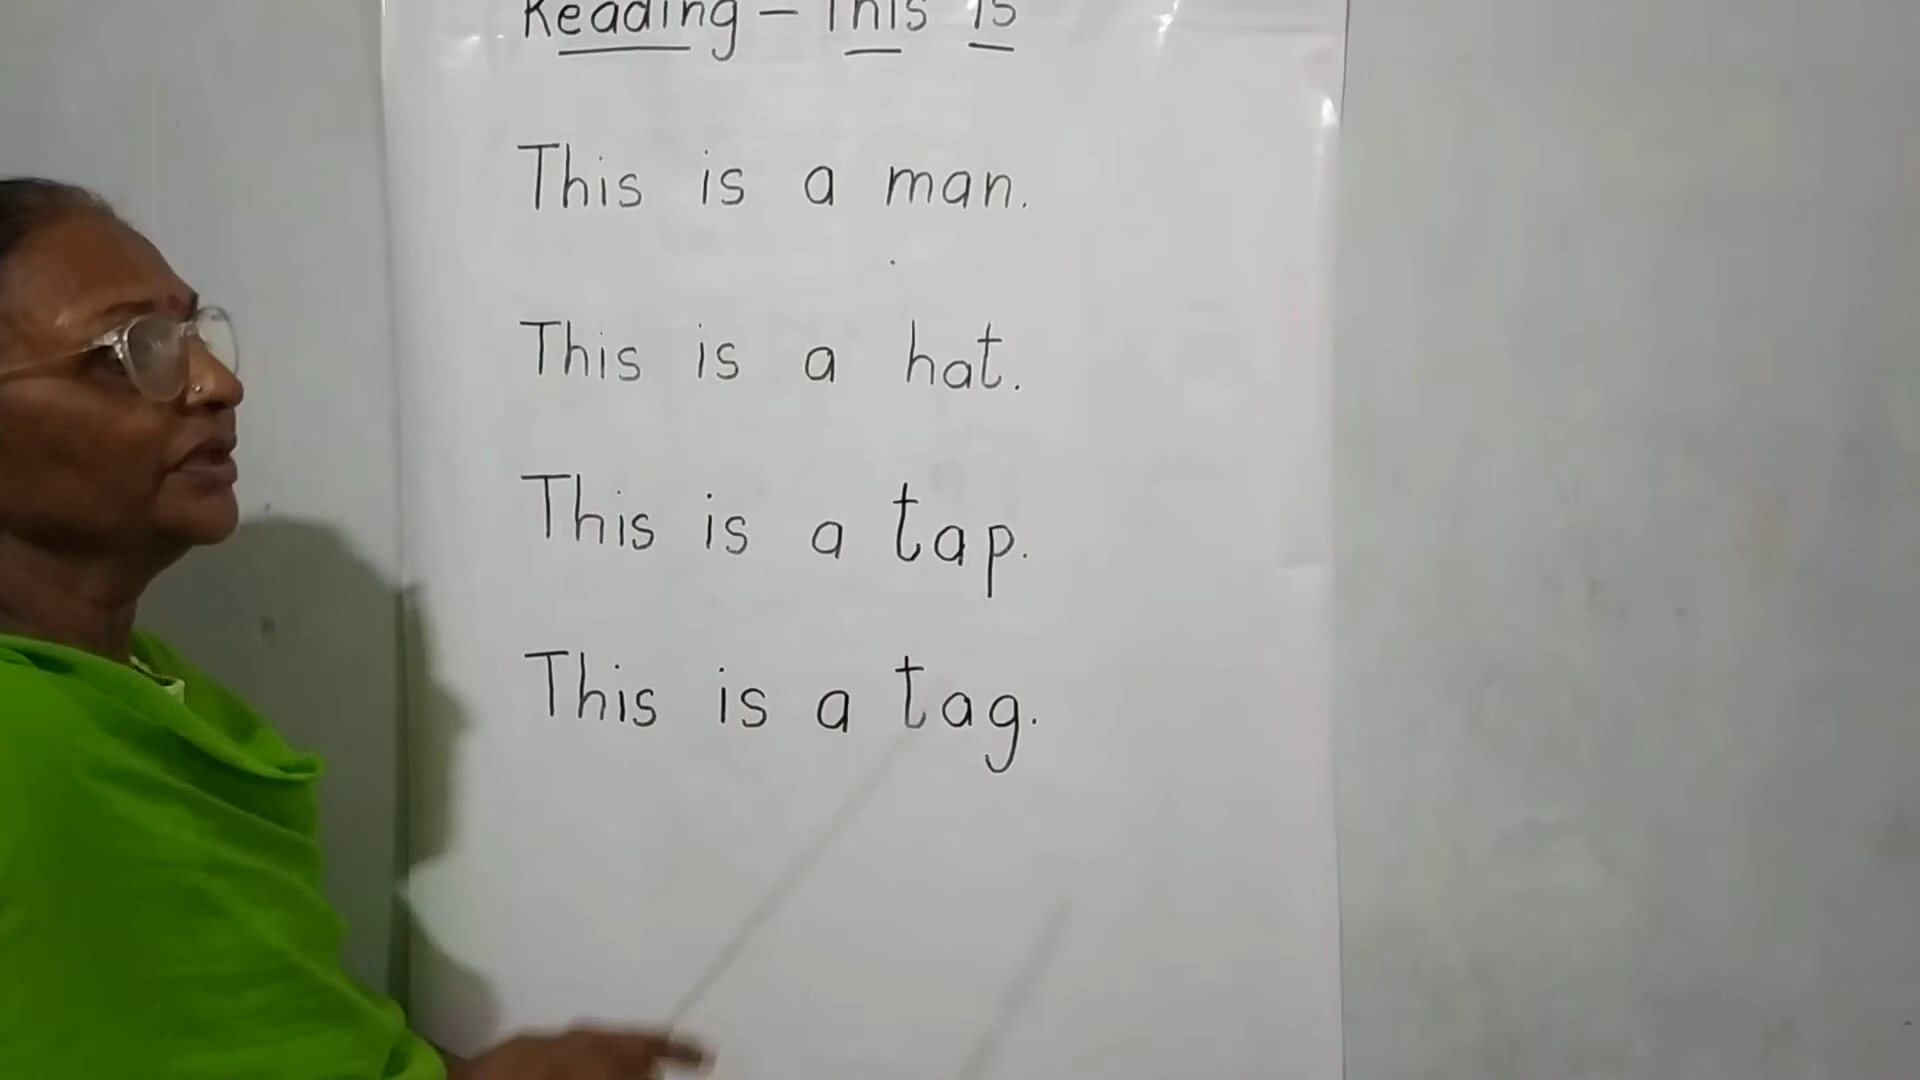 Reading – This is
This is a man.
This is a hat.
This is a tap.
This is a tag.